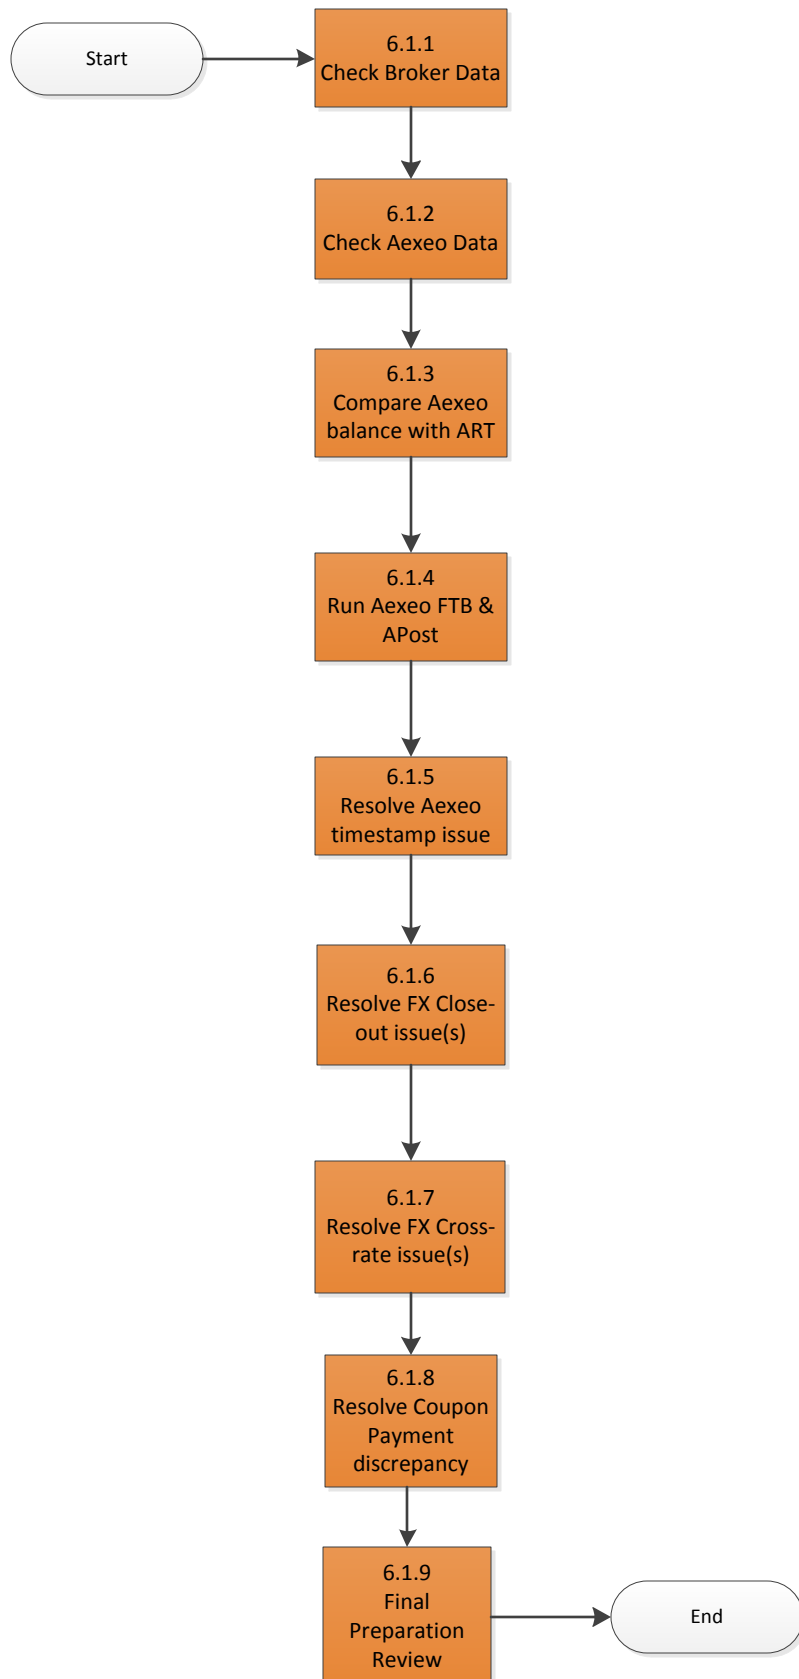 Start
6.1.1
Check Broker Data
6.1.2
Check Aexeo Data
6.1.3
Compare Aexeo
balance with ART
6.1.4
Run Aexeo FTB &
APost
6.1.5
Resolve Aexeo
timestamp issue
6.1.6
Resolve FX Close-
out issue(s)
6.1.7
Resolve FX Cross-
rate issue(s)
6.1.8
Resolve Coupon
Payment
discrepancy
6.1.9
Final
Preparation
Review
End